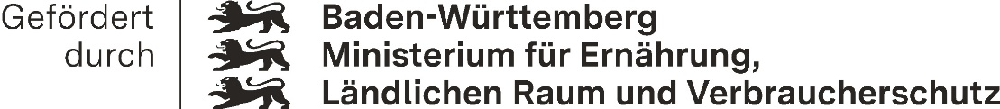 Gefördert
durch
Baden-Württemberg
Ministerium für Ernährung,
Ländlichen Raum und Verbraucherschutz